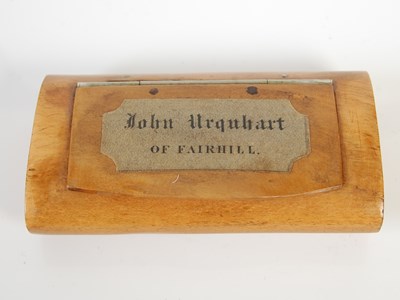 John Urquhart
OF FAIRHILL.